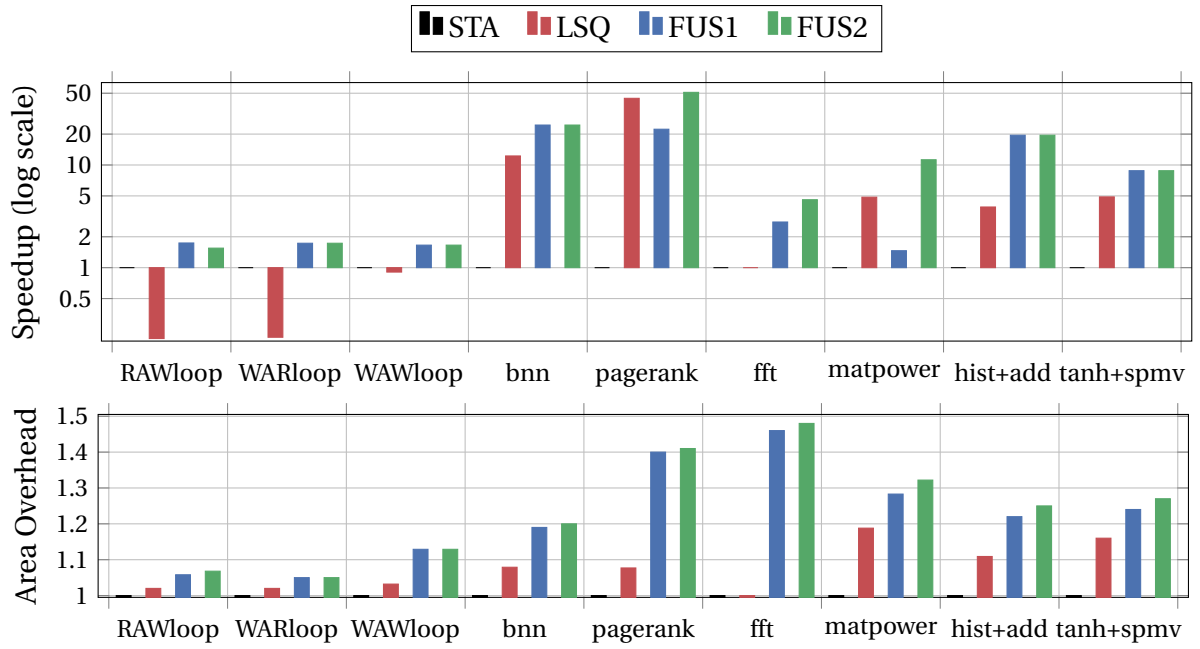 STA LSQ FUS1 FUS2
Speedup (log scale)
50
20
10
5
2
1
0.5
RAWloop WARloop WAWloop bnn pagerank fft matpower hist+add tanh+spmv
Area Overhead
1.5
1.4
1.3
1.2
1.1
1
RAWloop WARloop WAWloop bnn pagerank fft matpower hist+add tanh+spmv